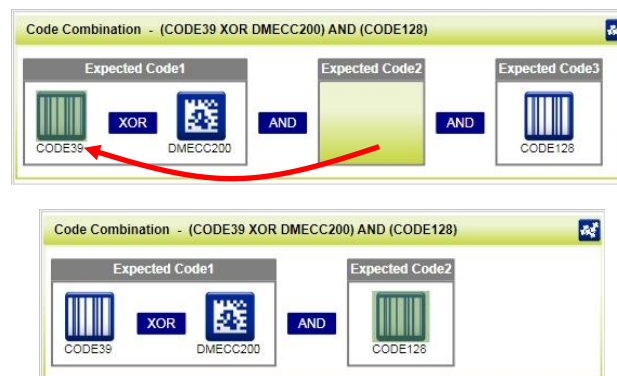 Code Combination - (CODE39 XOR DMECC200) AND (CODE128)
Expected Code1 Expected Code2 Expected Code3
XOR AND AND
CODE39 DMECC200 CODE128
Code Combination - (CODE39 XOR DMECC200) AND (CODE128)
Expected Code1 Expected Code2
XOR AND
CODE39 DMECC200 CODE128